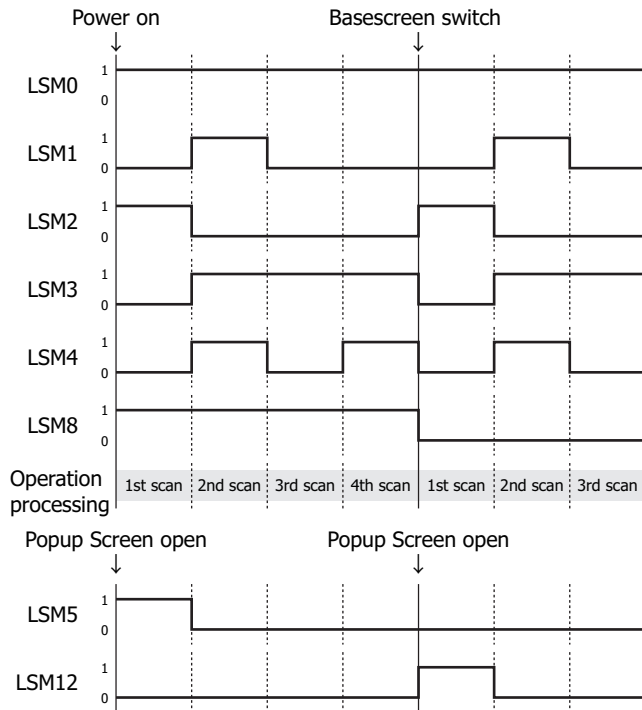 Power on Basescreen switch
LSM0 1
0
LSM1 1
0
LSM2 1
0
LSM3 1
0
LSM4 1
0
LSM8 1
0
Operation processing 1st scan 2nd scan 3rd scan 4th scan 1st scan 2nd scan 3rd scan
Popup Screen open Popup Screen open
LSM5 1
0
LSM12 1
0